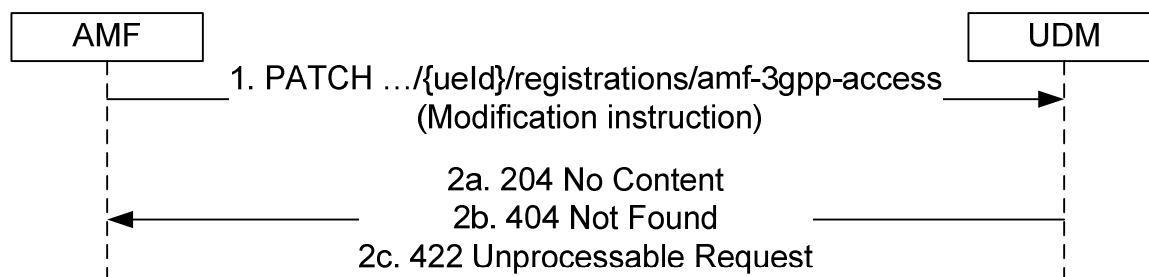 AMF
UDM
1. PATCH …/{ueId}/registrations/amf-3gpp-access
(Modification instruction)
2a. 204 No Content
2b. 404 Not Found
2c. 422 Unprocessable Request